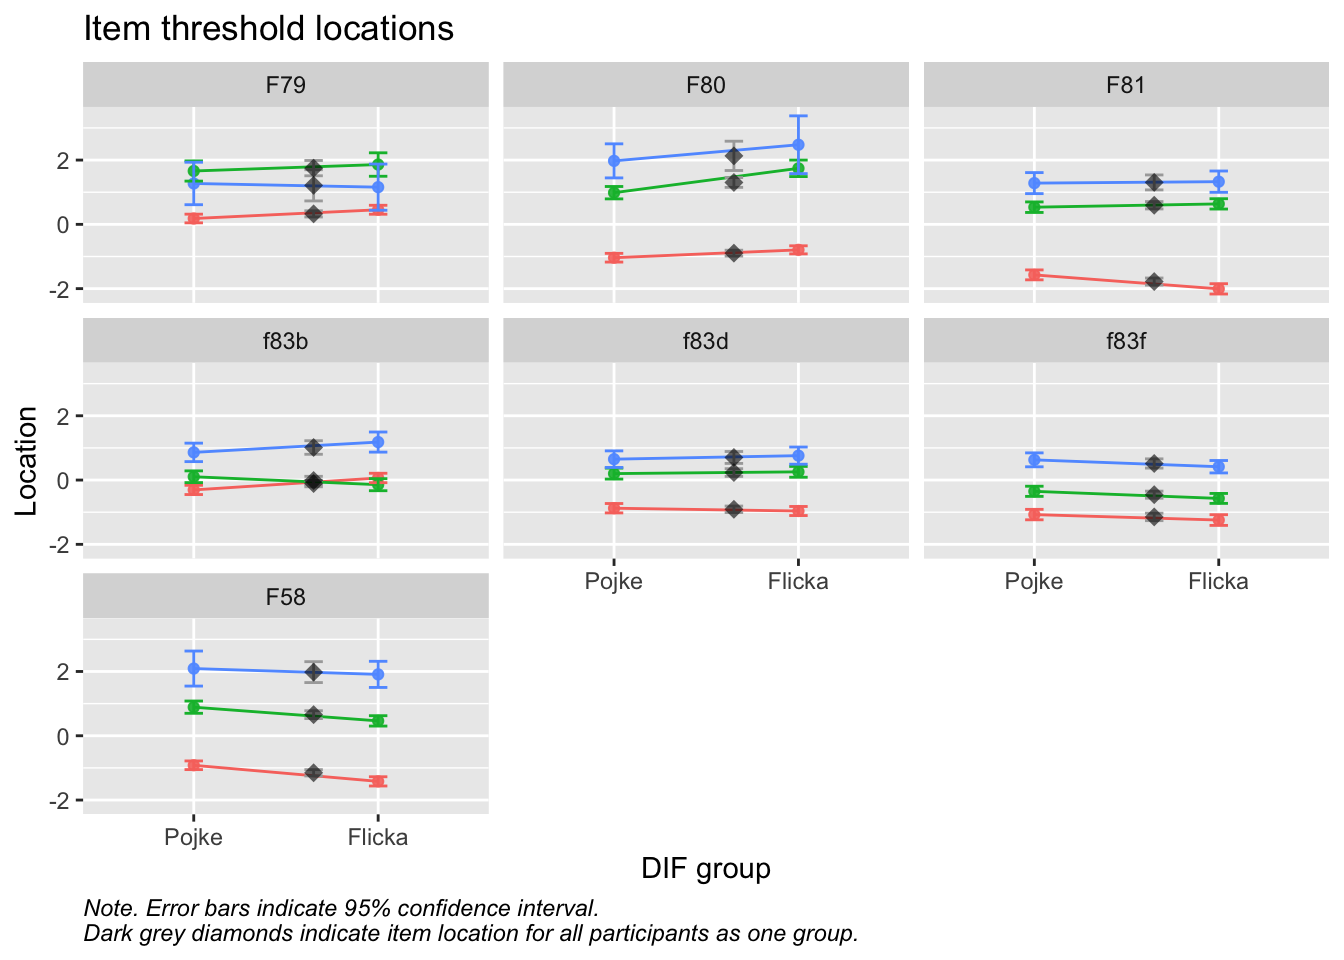 Item threshold locations
F79
F80
F81
2
0
-2
f83b
f83d
f83f
2
0
-2
Location
Pojke
Flicka
Pojke
Flicka
F58
2
0
-2
Pojke
Flicka
DIF group
Note. Error bars indicate 95% confidence interval.
Dark grey diamonds indicate item location for all participants as one group.